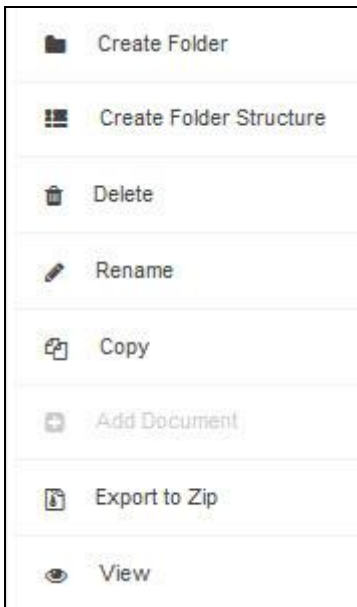 Create Folder
Create Folder Structure
Delete
Rename
Copy
Add Document
Export to Zip
View